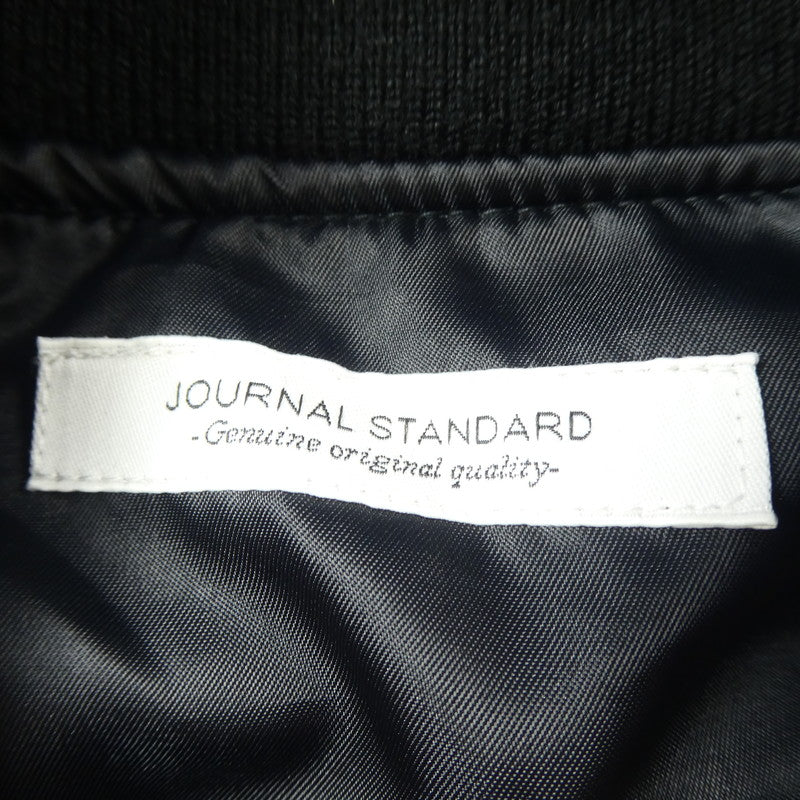 JOURNAL STANDARD
-Genuine original quality-